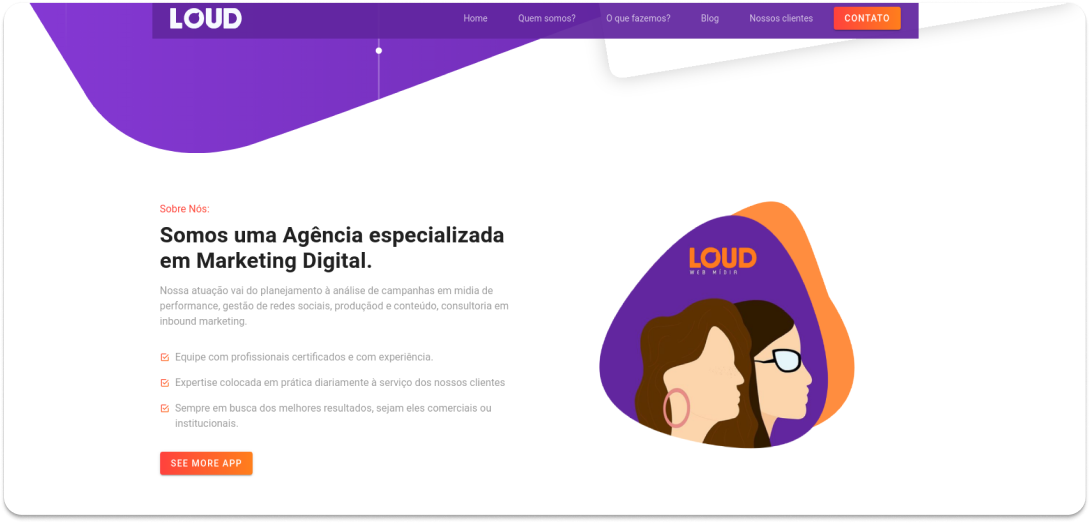 LOUD Home Quem somos? O que fazemos? Blog Nossos clientes CONTATO
Sobre Nós:
Somos uma Agência especializada
em Marketing Digital.
Nossa atuação vai do planejamento à análise de campanhas em midia de
performance, gestão de redes sociais, produçãod e conteúdo, consultoria em
inbound marketing.
Equipe com profissionais certificados e com experiência.
Expertise colocada em prática diariamente à serviço dos nossos clientes
Sempre em busca dos melhores resultados, sejam eles comerciais ou
institucionais.
SEE MORE APP
LOUD
WEB MÍDIA